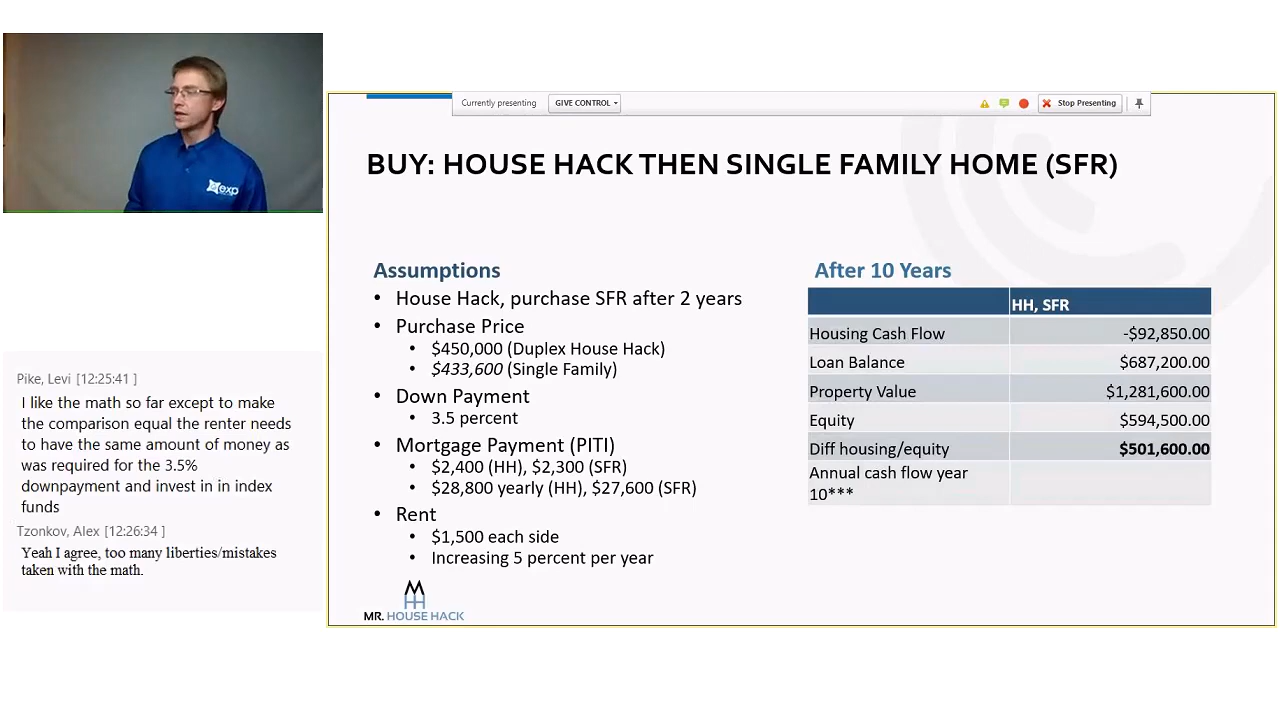 exp
Currently presenting
GIVE CONTROL
Stop Presenting
BUY: HOUSE HACK THEN SINGLE FAMILY HOME (SFR)
Assumptions
• House Hack, purchase SFR after 2 years
• Purchase Price
• $450,000 (Duplex House Hack)
• $433,600 (Single Family)
• Down Payment
• 3.5 percent
• Mortgage Payment (PITI)
• $2,400 (HH), $2,300 (SFR)
• $28,800 yearly (HH), $27,600 (SFR)
• Rent
• $1,500 each side
• Increasing 5 percent per year
MR. HOUSE HACK
After 10 Years
HH, SFR
Housing Cash Flow -$92,850.00
Loan Balance $687,200.00
Property Value $1,281,600.00
Equity $594,500.00
Diff housing/equity $501,600.00
Annual cash flow year
10***
Pike, Levi [12:25:41 ]
I like the math so far except to make
the comparison equal the renter needs
to have the same amount of money as
was required for the 3.5%
downpayment and invest in in index
funds
Tzonkov, Alex [12:26:34 ]
Yeah I agree, too many liberties/mistakes
taken with the math.